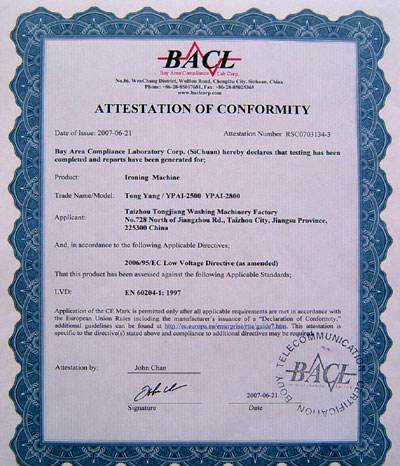 BACL
Bay Area Compliance Lab Corp.
No.86, WenChang District, WuHou Road, ChengDu City, Sichuan, China
Phone: +86-28-85017681, Fax: +86-28-85025365
www.baclcorp.com
ATTESTATION OF CONFORMITY
Date of Issue: 2007-06-21 Attestation Number: RSC0703134-3
Bay Area Compliance Laboratory Corp. (SiChuan) hereby declares that testing has been
completed and reports have been generated for;
Product: Ironing Machine
Trade Name/Model: Tong Yang / YPAI-2500 YPAI-2800
Applicant: Taizhou Tongjiang Washing Machinery Factory
No.728 North of Jiangzhou Rd., Taizhou City, Jiangsu Province,
225300 China
And, in accordance to the following Applicable Directives;
2006/95/EC Low Voltage Directive (as amended)
That this product has been assessed against the following Applicable Standards;
LVD: EN 60204-1: 1997
Application of the CE Mark is permitted only after all applicable requirements are met in accordance with
the European Union Rules including the manufacturer's issuance of a "Declaration of Conformity;"
additional guidelines can be found at http://ec.europa.eu/enterprise/rtte/guide7.htm. This attestation is
specific to the directive(s) stated above and compliance to additional directives may be required.
Attestation by: John Chan
2007-06-21
Signature Date
BODY TELECOMMUNICATION CERTIFICATION
BACL